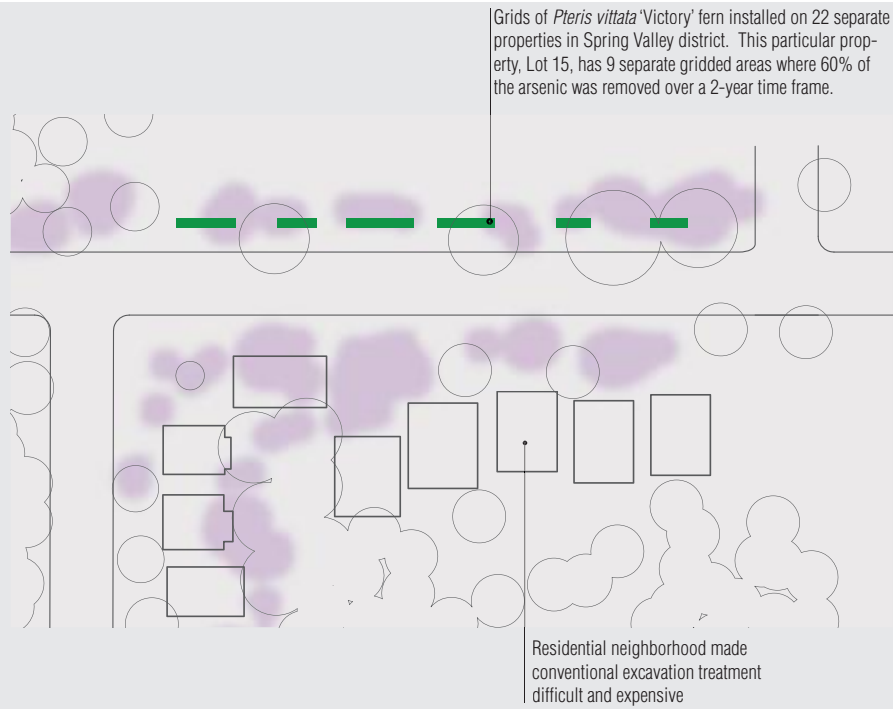 Grids of Pteris vittata ‘Victory’ fern installed on 22 separate
properties in Spring Valley district.  This particular prop-
erty, Lot 15, has 9 separate gridded areas where 60% of
the arsenic was removed over a 2-year time frame.
Residential neighborhood made
conventional excavation treatment
difficult and expensive